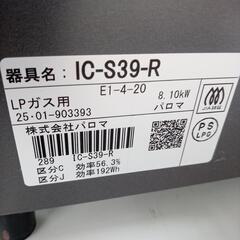 器具名: IC-S39-R
E1-4-20
LPガス用 8.10kW
25·01-903393 パロマ
株式会社パロマ
289 IC-S39-R
区分C 効率56.3%
区分J 効率192Wh
PS
LPG